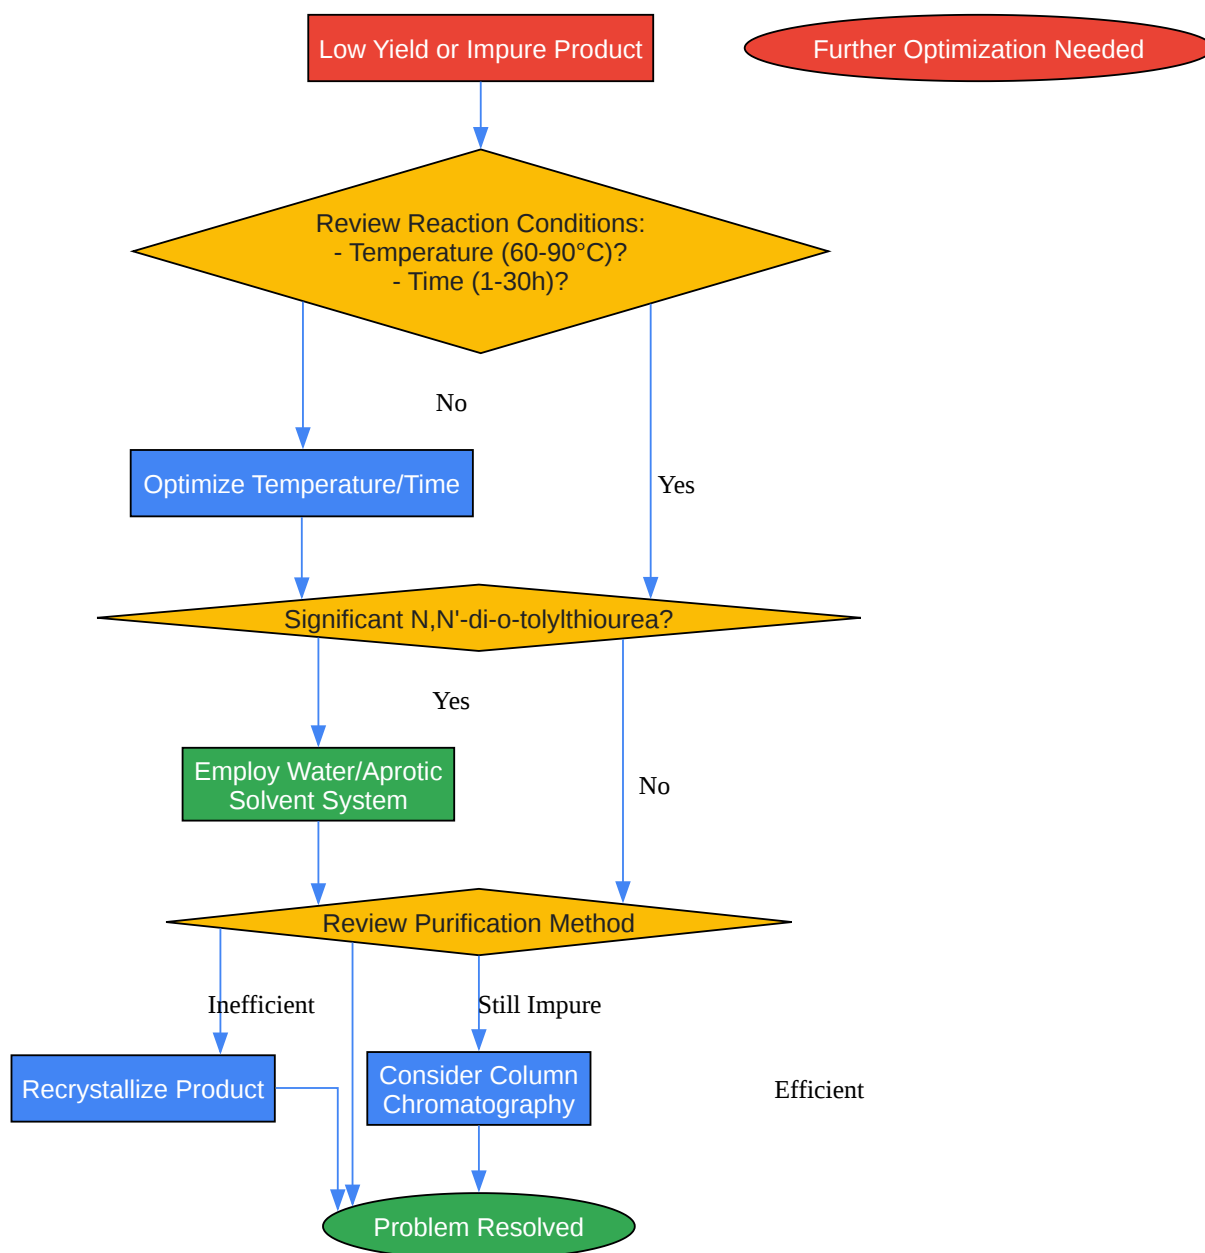 Low Yield or Impure Product
Further Optimization Needed
Review Reaction Conditions:
- Temperature (60-90°C)?
- Time (1-30h)?
No
Optimize Temperature/Time
Yes
Significant N,N'-di-o-tolylthiourea?
Yes
Employ Water/Aprotic
Solvent System
No
Review Purification Method
Inefficient
Still Impure
Recrystallize Product
Consider Column
Chromatography
Efficient
Problem Resolved